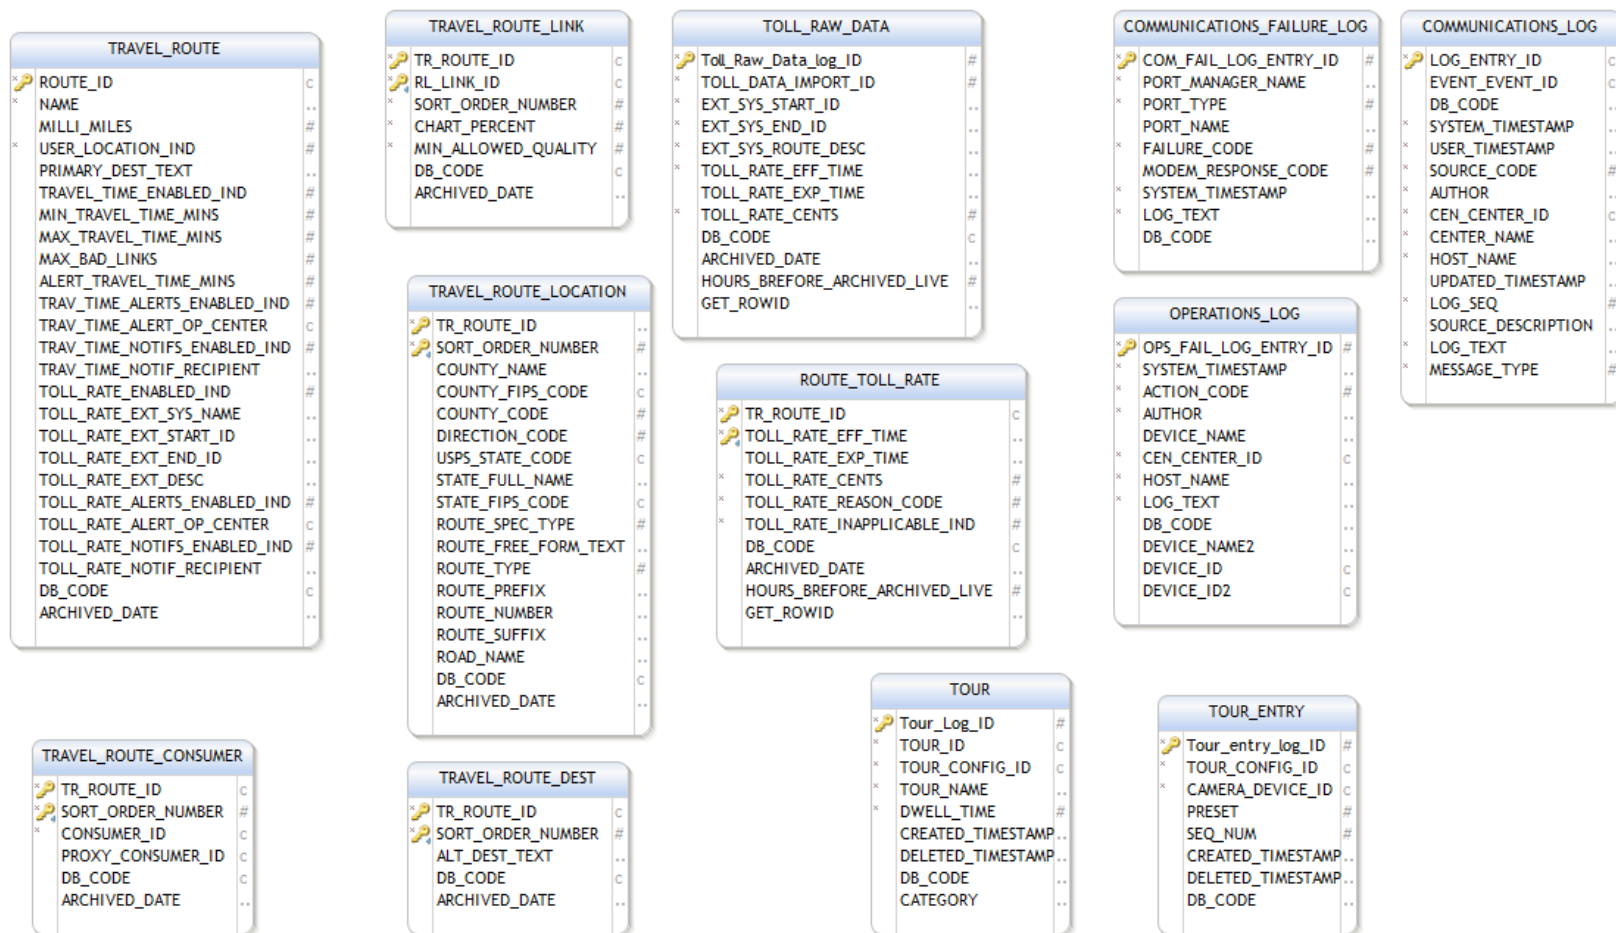 TRAVEL_ROUTE
ROUTE_ID c
NAME ..
MILLI_MILES #
USER_LOCATION_IND #
PRIMARY_DEST_TEXT ..
TRAVEL_TIME_ENABLED_IND #
MIN_TRAVEL_TIME_MINS #
MAX_TRAVEL_TIME_MINS #
MAX_BAD_LINKS #
ALERT_TRAVEL_TIME_MINS #
TRAV_TIME_ALERTS_ENABLED_IND #
TRAV_TIME_ALERT_OP_CENTER c
TRAV_TIME_NOTIFS_ENABLED_IND #
TRAV_TIME_NOTIF_RECIPIENT ..
TOLL_RATE_ENABLED_IND #
TOLL_RATE_EXT_SYS_NAME ..
TOLL_RATE_EXT_START_ID ..
TOLL_RATE_EXT_END_ID ..
TOLL_RATE_EXT_DESC ..
TOLL_RATE_ALERTS_ENABLED_IND #
TOLL_RATE_ALERT_OP_CENTER c
TOLL_RATE_NOTIFS_ENABLED_IND #
TOLL_RATE_NOTIF_RECIPIENT ..
DB_CODE c
ARCHIVED_DATE ..
TRAVEL_ROUTE_LINK
TR_ROUTE_ID c
RL_LINK_ID c
SORT_ORDER_NUMBER #
CHART_PERCENT #
MIN_ALLOWED_QUALITY #
DB_CODE c
ARCHIVED_DATE ..
TOLL_RAW_DATA
Toll_Raw_Data_log_ID #
TOLL_DATA_IMPORT_ID #
EXT_SYS_START_ID ..
EXT_SYS_END_ID ..
EXT_SYS_ROUTE_DESC ..
TOLL_RATE_EFF_TIME ..
TOLL_RATE_EXP_TIME ..
TOLL_RATE_CENTS #
DB_CODE c
ARCHIVED_DATE ..
HOURS_BREFORE_ARCHIVED_LIVE #
GET_ROWID ..
COMMUNICATIONS_FAILURE_LOG
COM_FAIL_LOG_ENTRY_ID #
PORT_MANAGER_NAME ..
PORT_TYPE #
PORT_NAME ..
FAILURE_CODE #
MODEM_RESPONSE_CODE #
SYSTEM_TIMESTAMP ..
LOG_TEXT ..
DB_CODE ..
COMMUNICATIONS_LOG
LOG_ENTRY_ID c
EVENT_EVENT_ID c
DB_CODE ..
SYSTEM_TIMESTAMP ..
USER_TIMESTAMP ..
SOURCE_CODE #
AUTHOR ..
CEN_CENTER_ID c
CENTER_NAME ..
HOST_NAME ..
UPDATED_TIMESTAMP ..
LOG_SEQ #
SOURCE_DESCRIPTION ..
LOG_TEXT ..
MESSAGE_TYPE #
TRAVEL_ROUTE_LOCATION
TR_ROUTE_ID ..
SORT_ORDER_NUMBER #
COUNTY_NAME ..
COUNTY_FIPS_CODE c
COUNTY_CODE #
DIRECTION_CODE #
USPS_STATE_CODE c
STATE_FULL_NAME ..
STATE_FIPS_CODE c
ROUTE_SPEC_TYPE #
ROUTE_FREE_FORM_TEXT ..
ROUTE_TYPE #
ROUTE_PREFIX ..
ROUTE_NUMBER ..
ROUTE_SUFFIX ..
ROAD_NAME ..
DB_CODE c
ARCHIVED_DATE ..
ROUTE_TOLL_RATE
TR_ROUTE_ID c
TOLL_RATE_EFF_TIME ..
TOLL_RATE_EXP_TIME ..
TOLL_RATE_CENTS #
TOLL_RATE_REASON_CODE #
TOLL_RATE_INAPPLICABLE_IND #
DB_CODE c
ARCHIVED_DATE ..
HOURS_BREFORE_ARCHIVED_LIVE #
GET_ROWID ..
OPERATIONS_LOG
OPS_FAIL_LOG_ENTRY_ID #
SYSTEM_TIMESTAMP ..
ACTION_CODE #
AUTHOR ..
DEVICE_NAME ..
CEN_CENTER_ID c
HOST_NAME ..
LOG_TEXT ..
DB_CODE ..
DEVICE_NAME2 ..
DEVICE_ID c
DEVICE_ID2 c
TRAVEL_ROUTE_CONSUMER
TR_ROUTE_ID c
SORT_ORDER_NUMBER #
CONSUMER_ID c
PROXY_CONSUMER_ID c
DB_CODE c
ARCHIVED_DATE ..
TRAVEL_ROUTE_DEST
TR_ROUTE_ID c
SORT_ORDER_NUMBER #
ALT_DEST_TEXT ..
DB_CODE c
ARCHIVED_DATE ..
TOUR
Tour_Log_ID #
TOUR_ID c
TOUR_CONFIG_ID c
TOUR_NAME ..
DWELL_TIME #
CREATED_TIMESTAMP ..
DELETED_TIMESTAMP ..
DB_CODE ..
CATEGORY ..
TOUR_ENTRY
Tour_entry_log_ID #
TOUR_CONFIG_ID c
CAMERA_DEVICE_ID c
PRESET #
SEQ_NUM #
CREATED_TIMESTAMP ..
DELETED_TIMESTAMP ..
DB_CODE ..